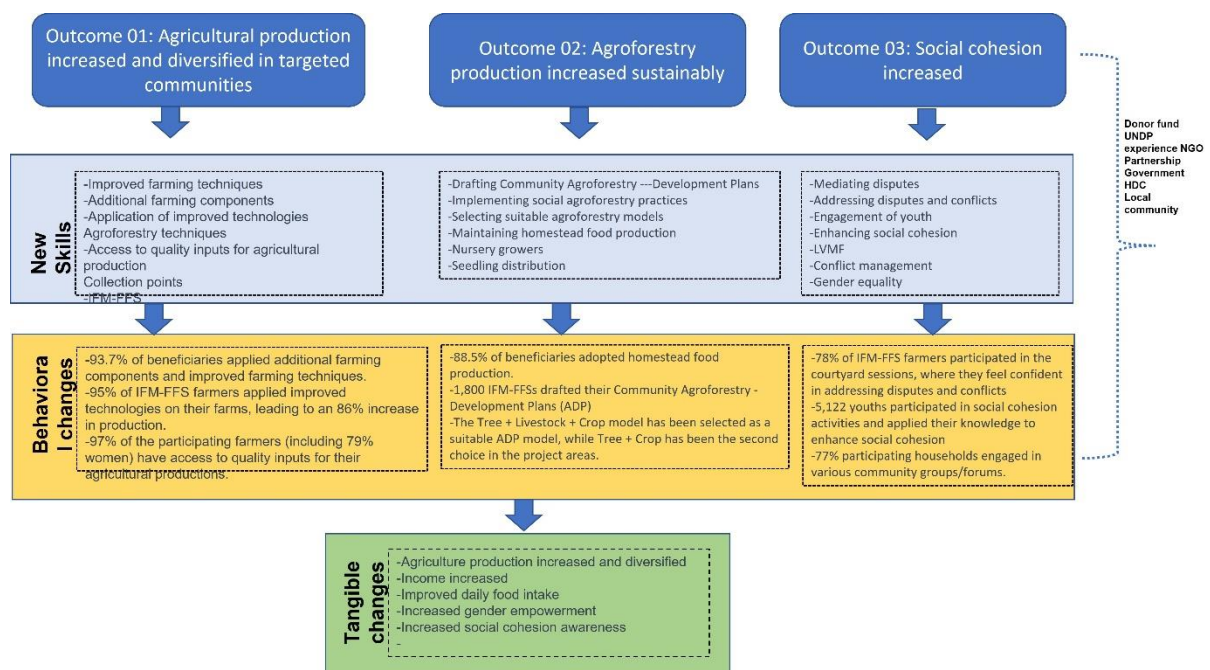 Outcome 01: Agricultural production
increased and diversified in targeted
communities
Outcome 02: Agroforestry
production increased sustainably
Outcome 03: Social cohesion
increased
Donor fund
UNDP
experience NGO
Partnership
Government
HDC
Local
community
New
Skills
-Improved farming techniques
-Additional farming components
-Application of improved technologies
Agroforestry techniques
-Access to quality inputs for agricultural
production
Collection points
-IFM-FFS
-Drafting Community Agroforestry ---Development Plans
-Implementing social agroforestry practices
-Selecting suitable agroforestry models
-Maintaining homestead food production
-Nursery growers
-Seedling distribution
-Mediating disputes
-Addressing disputes and conflicts
-Engagement of youth
-Enhancing social cohesion
-LVMF
-Conflict management
-Gender equality
Behaviora
l changes
-93.7% of beneficiaries applied additional farming
components and improved farming techniques.
-95% of IFM-FFS farmers applied improved
technologies on their farms, leading to an 86% increase
in production.
-97% of the participating farmers (including 79%
women) have access to quality inputs for their
agricultural productions.
-88.5% of beneficiaries adopted homestead food
production.
-1,800 IFM-FFSs drafted their Community Agroforestry -
Development Plans (ADP)
-The Tree + Livestock + Crop model has been selected as a
suitable ADP model, while Tree + Crop has been the second
choice in the project areas.
-78% of IFM-FFS farmers participated in the
courtyard sessions, where they feel confident
in addressing disputes and conflicts
-5,122 youths participated in social cohesion
activities and applied their knowledge to
enhance social cohesion
-77% participating households engaged in
various community groups/forums.
Tangible
changes
-Agriculture production increased and diversified
-Income increased
-Improved daily food intake
-Increased gender empowerment
-Increased social cohesion awareness
-